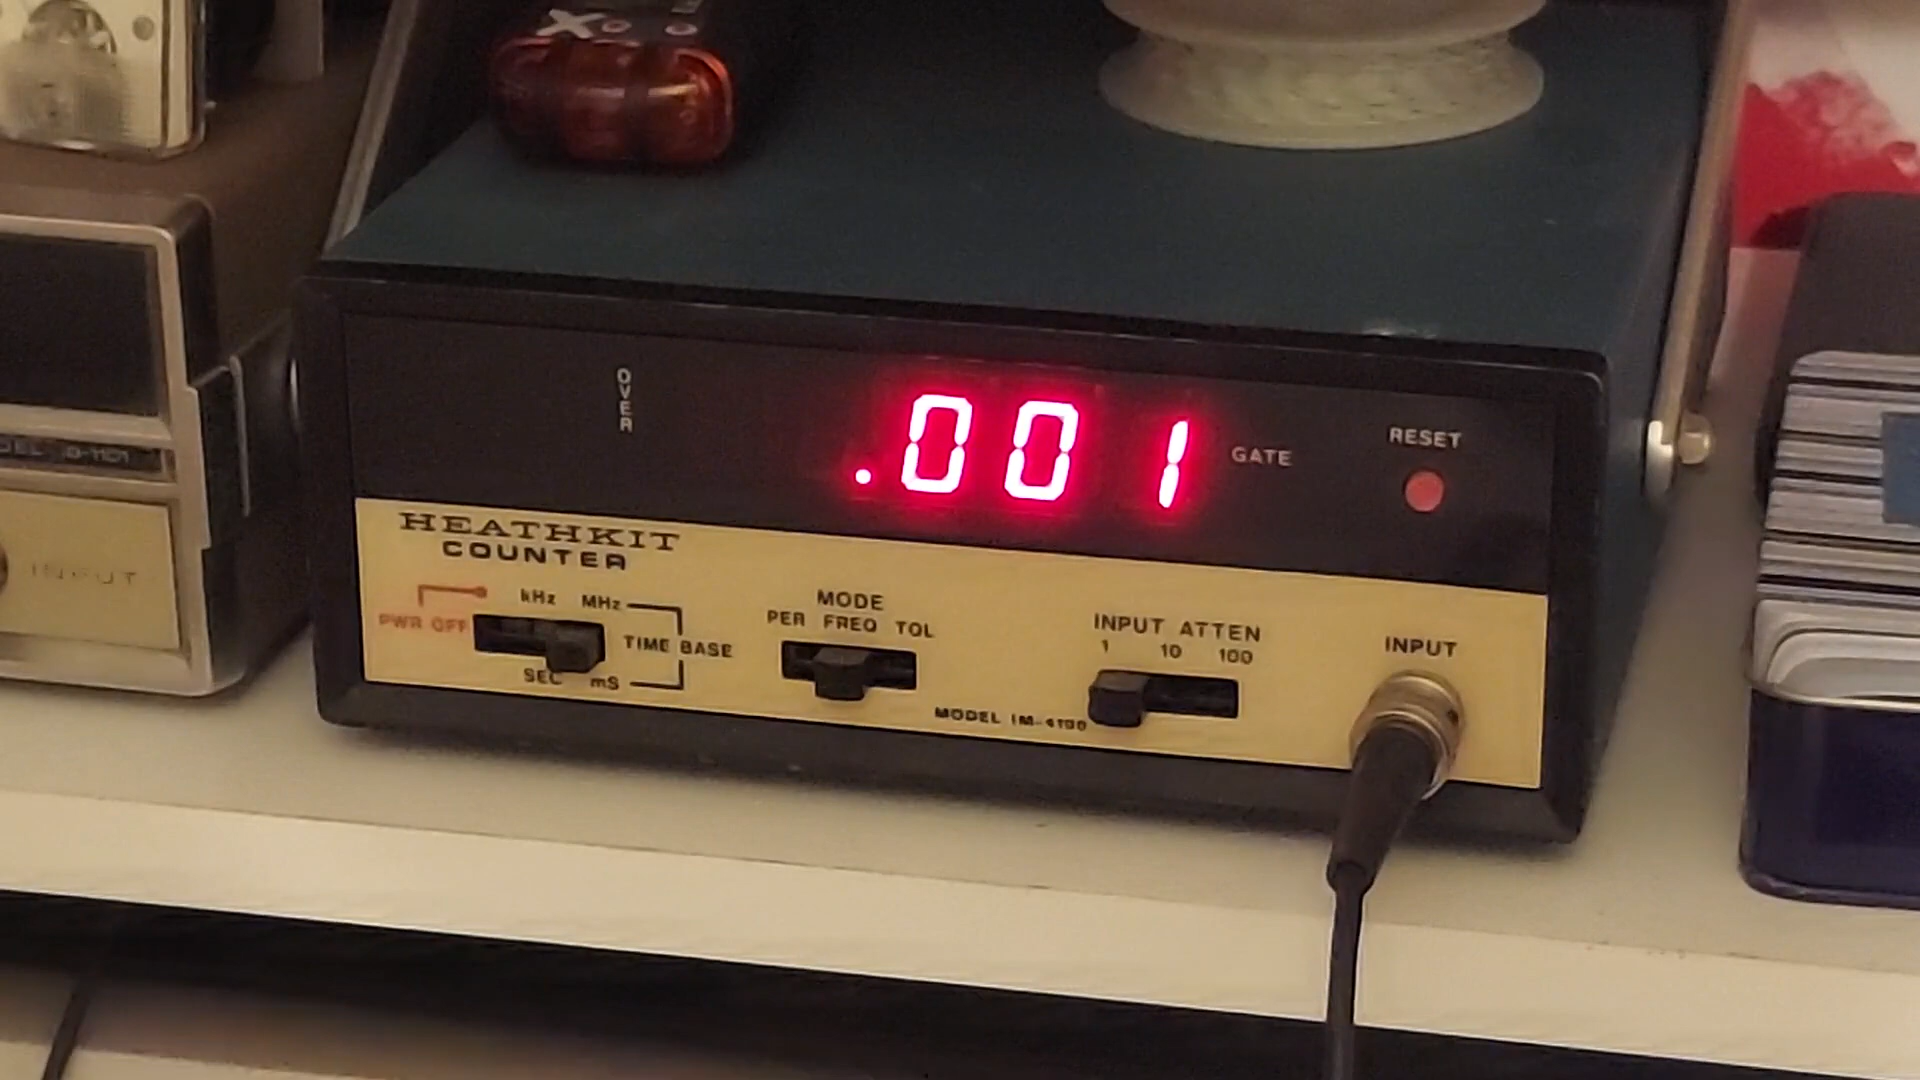 OVER
.001
GATE
RESET
HEATHKIT
COUNTER
PWR OFF
kHz MHz
TIME BASE
SEC mS
MODE
PER FREQ TOL
INPUT ATTEN
1 10 100
INPUT
MODEL IM-4100
INPUT